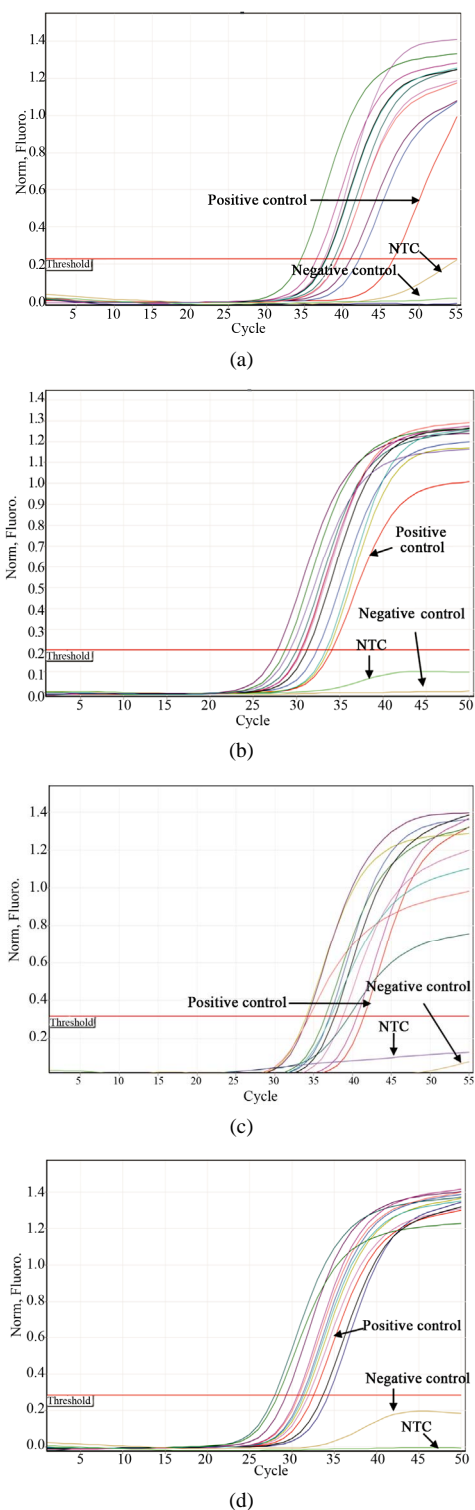 1.4
1.2
1.0
0.8
0.6
0.4
0.2
0.0
Norm, Fluoro.
Positive control
NTC
Negative control
Threshold
5 10 15 20 25 30 35 40 45 50 55
Cycle
(a)
1.4
1.3
1.2
1.1
1.0
0.9
0.8
0.7
0.6
0.5
0.4
0.3
0.2
0.1
0.0
Norm, Fluoro.
Positive
control
Negative control
NTC
Threshold
5 10 15 20 25 30 35 40 45 50
Cycle
(b)
1.4
1.2
1.0
0.8
0.6
0.4
0.2
Norm, Fluoro.
Negative control
Positive control
NTC
Threshold
5 10 15 20 25 30 35 40 45 50 55
Cycle
(c)
1.4
1.2
1.0
0.8
0.6
0.4
0.2
0.0
Norm, Fluoro.
Positive control
Negative control
NTC
Threshold
5 10 15 20 25 30 35 40 45 50
Cycle
(d)